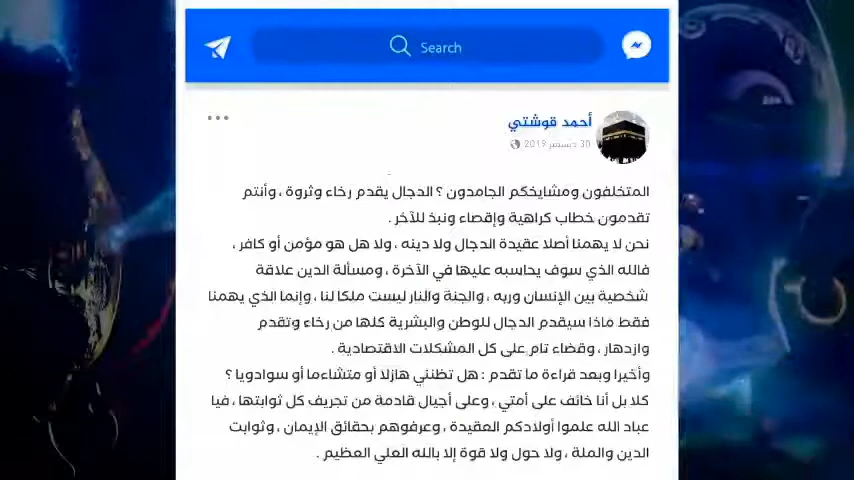 Search
أحمد قوشتي
30 ديسمبر 2019
المتخلفون ومشايخكم الجامدون ؟ الدجال يقدم رخاء وثروة ، وأنتم
تقدمون خطاب كراهية وإقصاء ونبذ للآخر .
نحن لا يهمنا أصلا عقيدة الدجال ولا دينه ، ولا هل هو مؤمن أو كافر ،
فالله الذي سوف يحاسبه عليها في الآخرة ، ومسألة الدين علاقة
شخصية بين الإنسان وربه ، والجنة والنار ليست ملكا لنا ، وإنما الذي يهمنا
فقط ماذا سيقدم الدجال للوطن والبشرية كلها من رخاء وتقدم
وازدهار ، وقضاء تام على كل المشكلات الاقتصادية .
وأخيرا وبعد قراءة ما تقدم : هل تظنني هازلا أو متشاءما أو سوادويا ؟
كلا بل أنا خائف على أمتي ، وعلى أجيال قادمة من تجريف كل ثوابتها ، فيا
عباد الله علموا أولادكم العقيدة ، وعرفوهم بحقائق الإيمان ، وثوابت
الدين والملة ، ولا حول ولا قوة إلا بالله العلي العظيم .